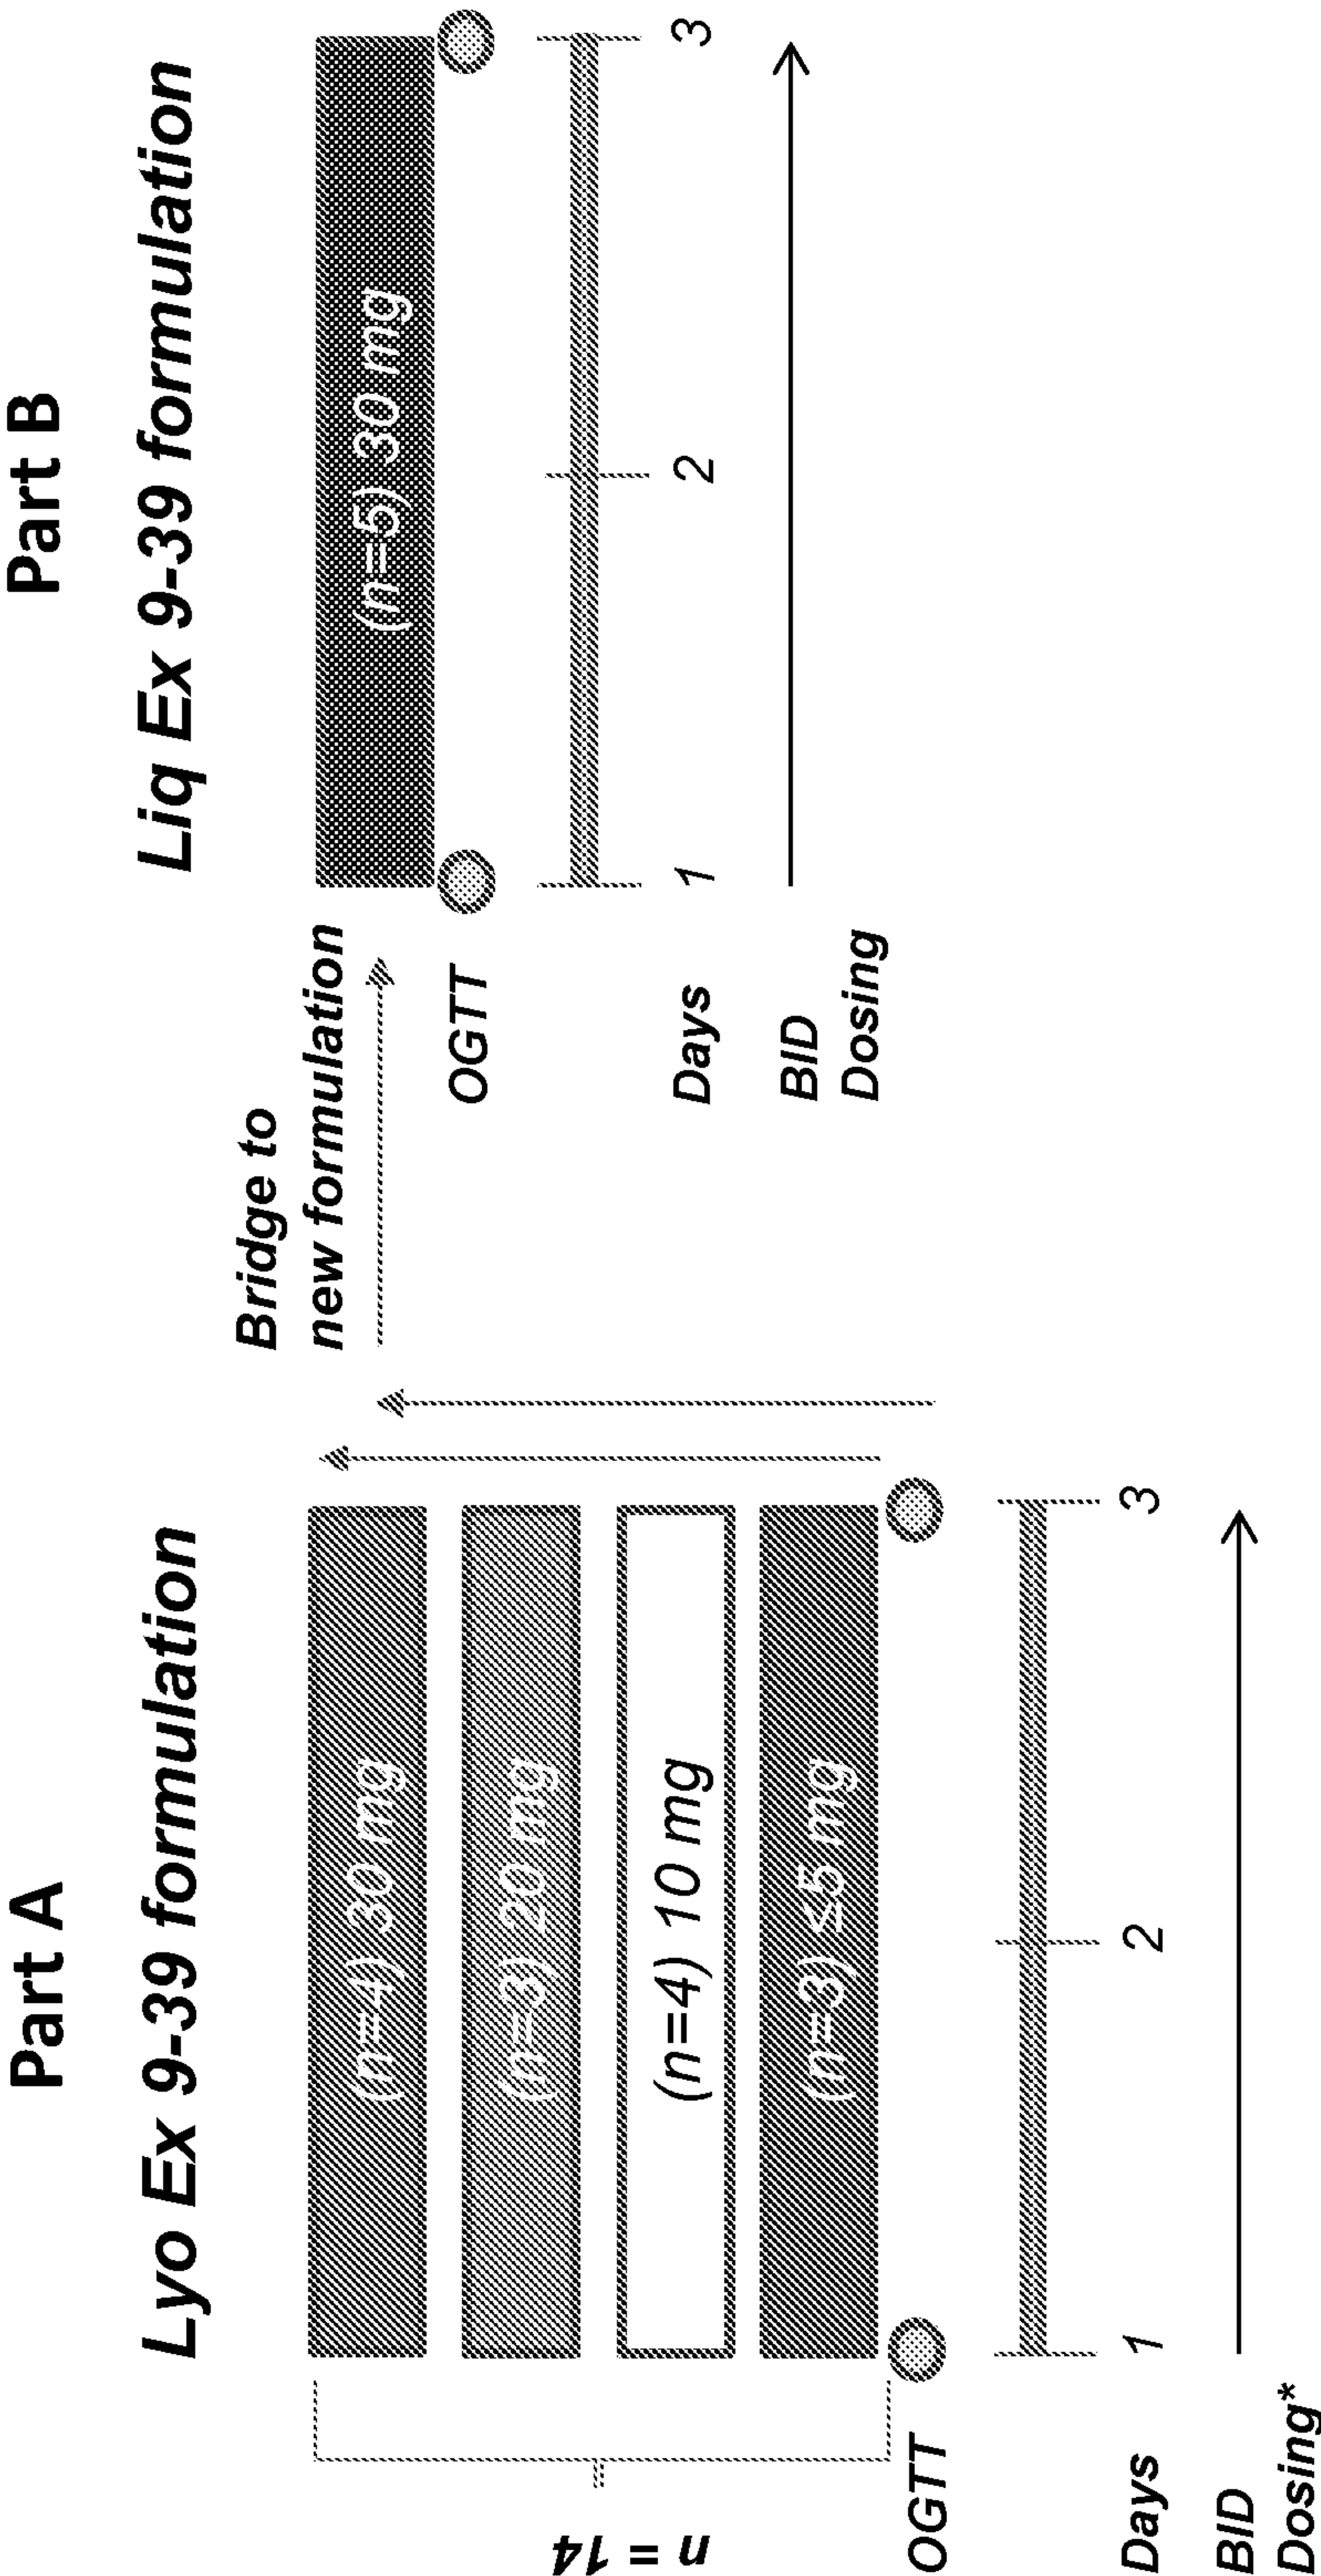 Part A
Lyo Ex 9-39 formulation
n = 14
(n=4) 30 mg
(n=3) 20 mg
(n=4) 10 mg
(n=3) ≤5 mg
OGTT
Days
1
2
3
BID
Dosing*
Bridge to
new formulation
Part B
Liq Ex 9-39 formulation
(n=5) 30 mg
OGTT
Days
1
2
3
BID
Dosing